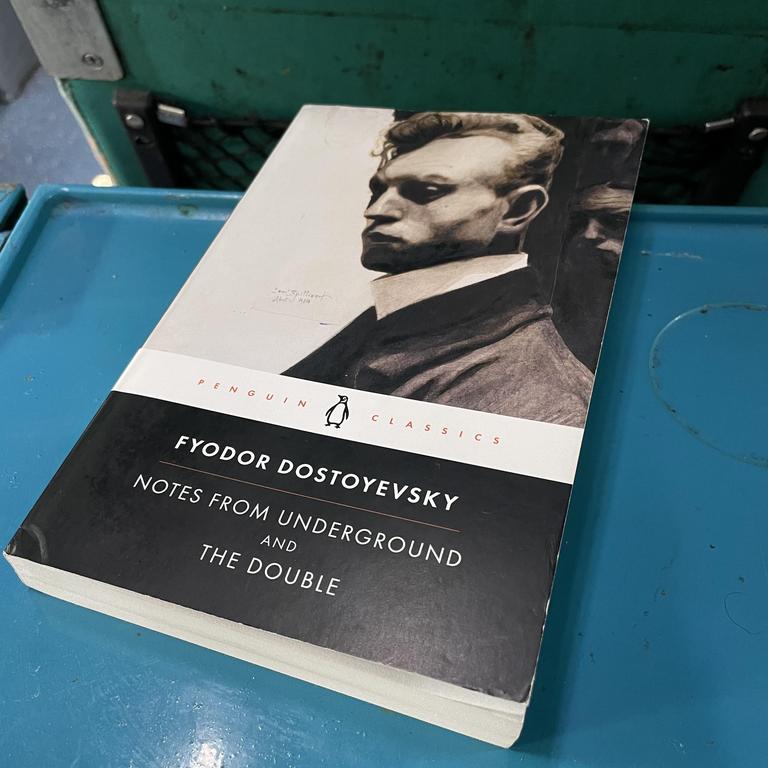 PENGUIN CLASSICS
FYODOR DOSTOYEVSKY
NOTES FROM UNDERGROUND
AND
THE DOUBLE